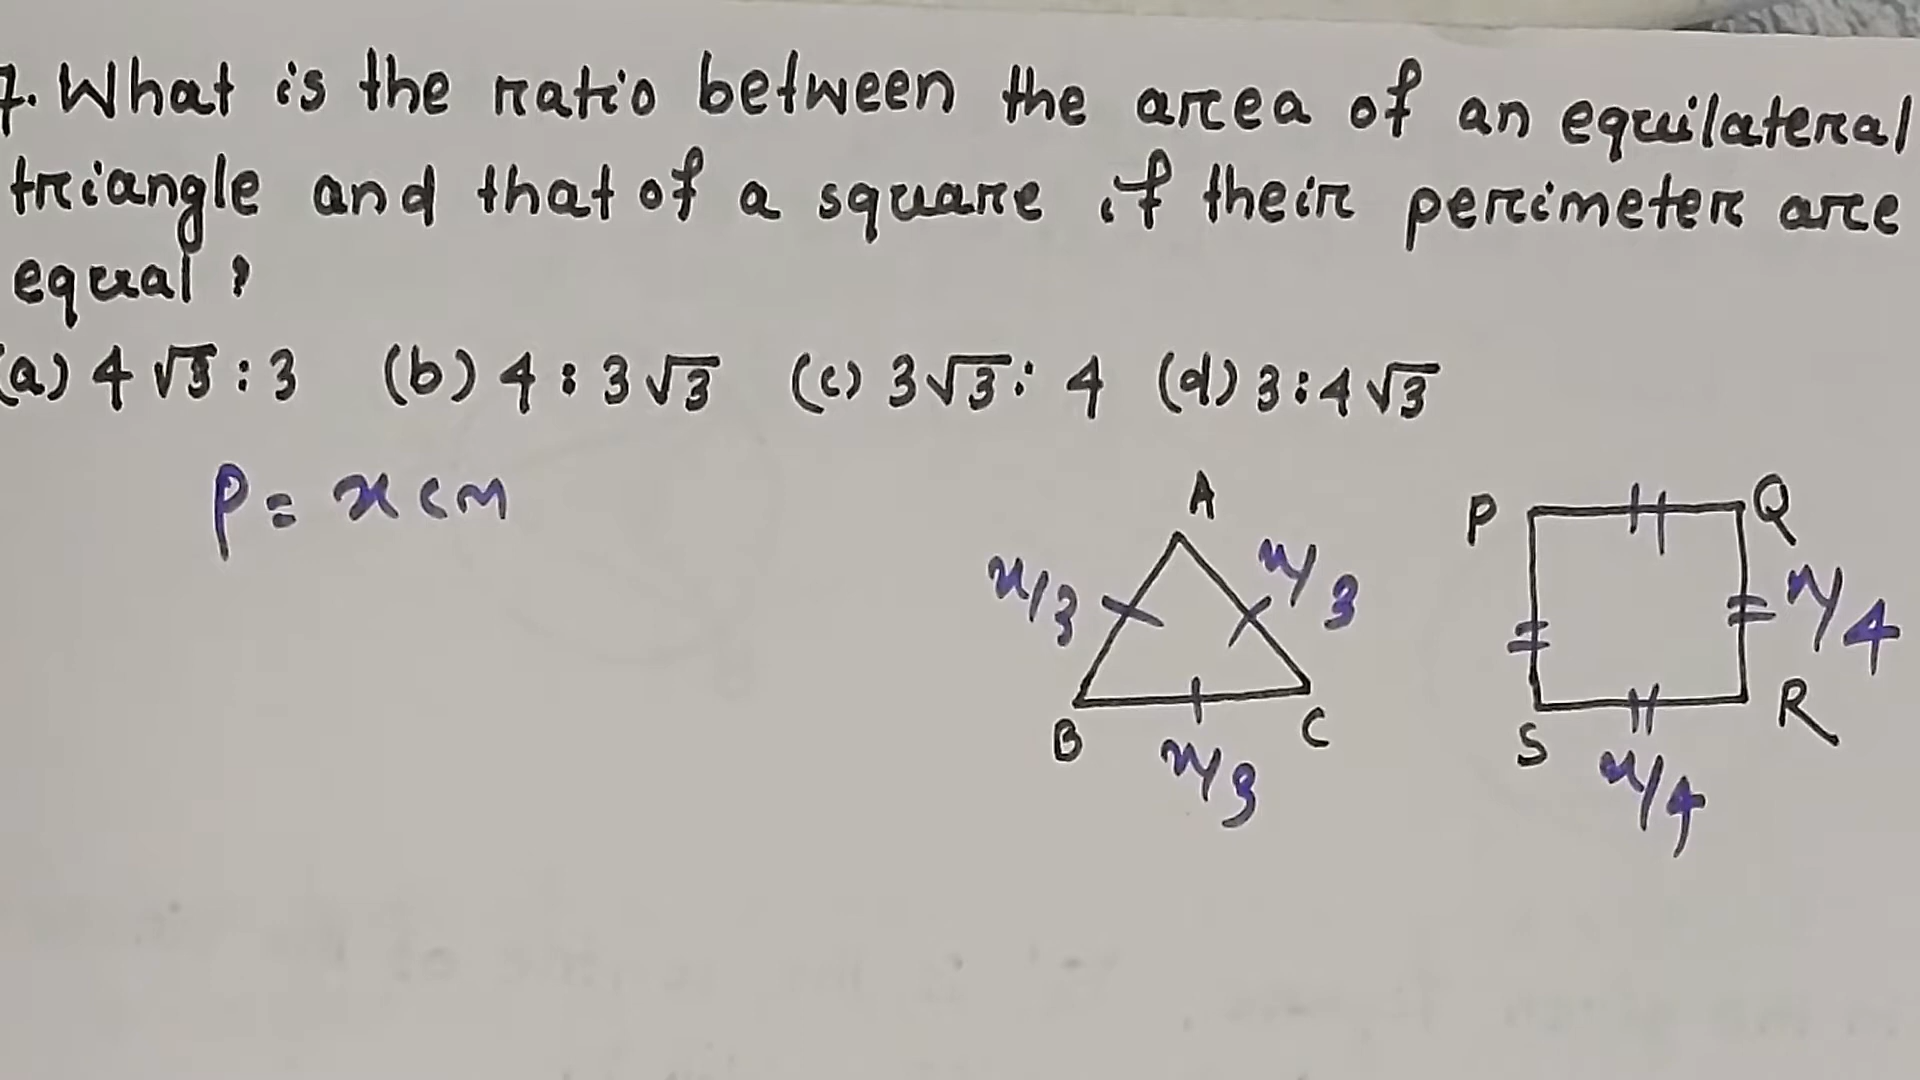 7. What is the ratio between the area of an equilateral
triangle and that of a square if their perimeter are
equal?
(a) 4√3 : 3 (b) 4 : 3√3 (c) 3√3 : 4 (d) 3 : 4√3
P = x cm
A
x/3 x/3
B C
x/3
P Q
x/4
S R
x/4